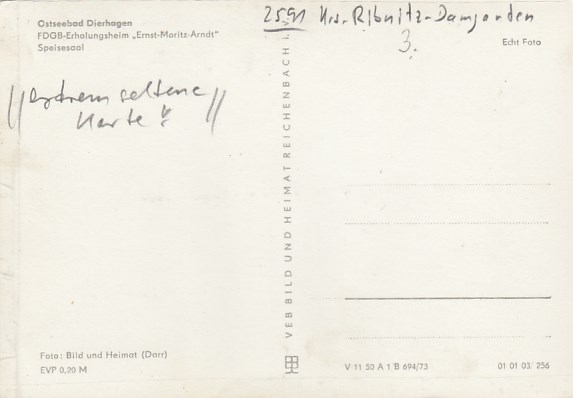 Ostseebad Dierhagen
FDGB-Erholungsheim „Ernst-Moritz-Arndt"
Speisesaal
2591 Krs. Ribnitz-Damgarten
3.
Echt Foto
// extrem seltene //
Karte !!
VEB BILD UND HEIMAT REICHENBACH i.
Foto: Bild und Heimat (Darr)
EVP 0,20 M
V 11 50 A 1 B 694/73
01 01 03/256